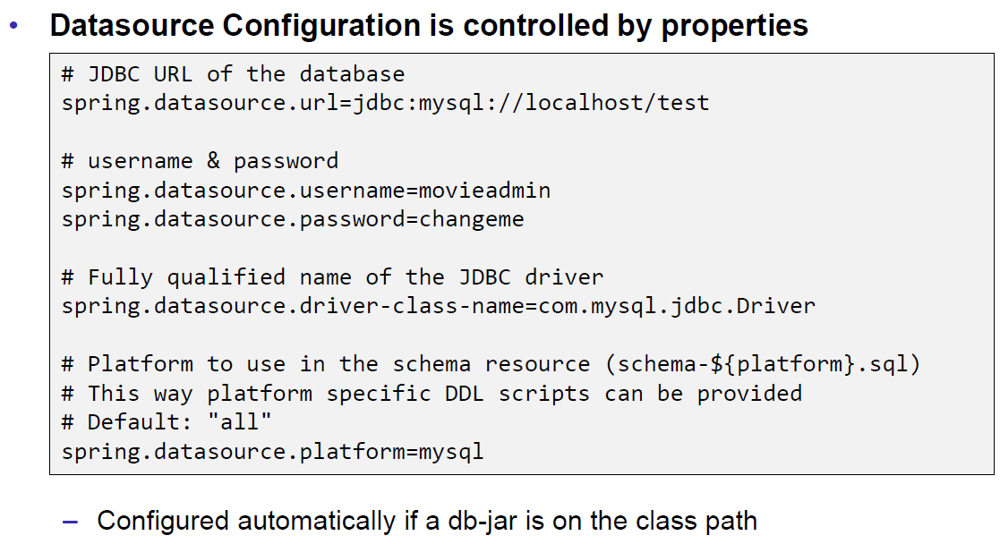 • Datasource Configuration is controlled by properties
# JDBC URL of the database
spring.datasource.url=jdbc:mysql://localhost/test
# username & password
spring.datasource.username=movieadmin
spring.datasource.password=changeme
# Fully qualified name of the JDBC driver
spring.datasource.driver-class-name=com.mysql.jdbc.Driver
# Platform to use in the schema resource (schema-${platform}.sql)
# This way platform specific DDL scripts can be provided
# Default: "all"
spring.datasource.platform=mysql
– Configured automatically if a db-jar is on the class path